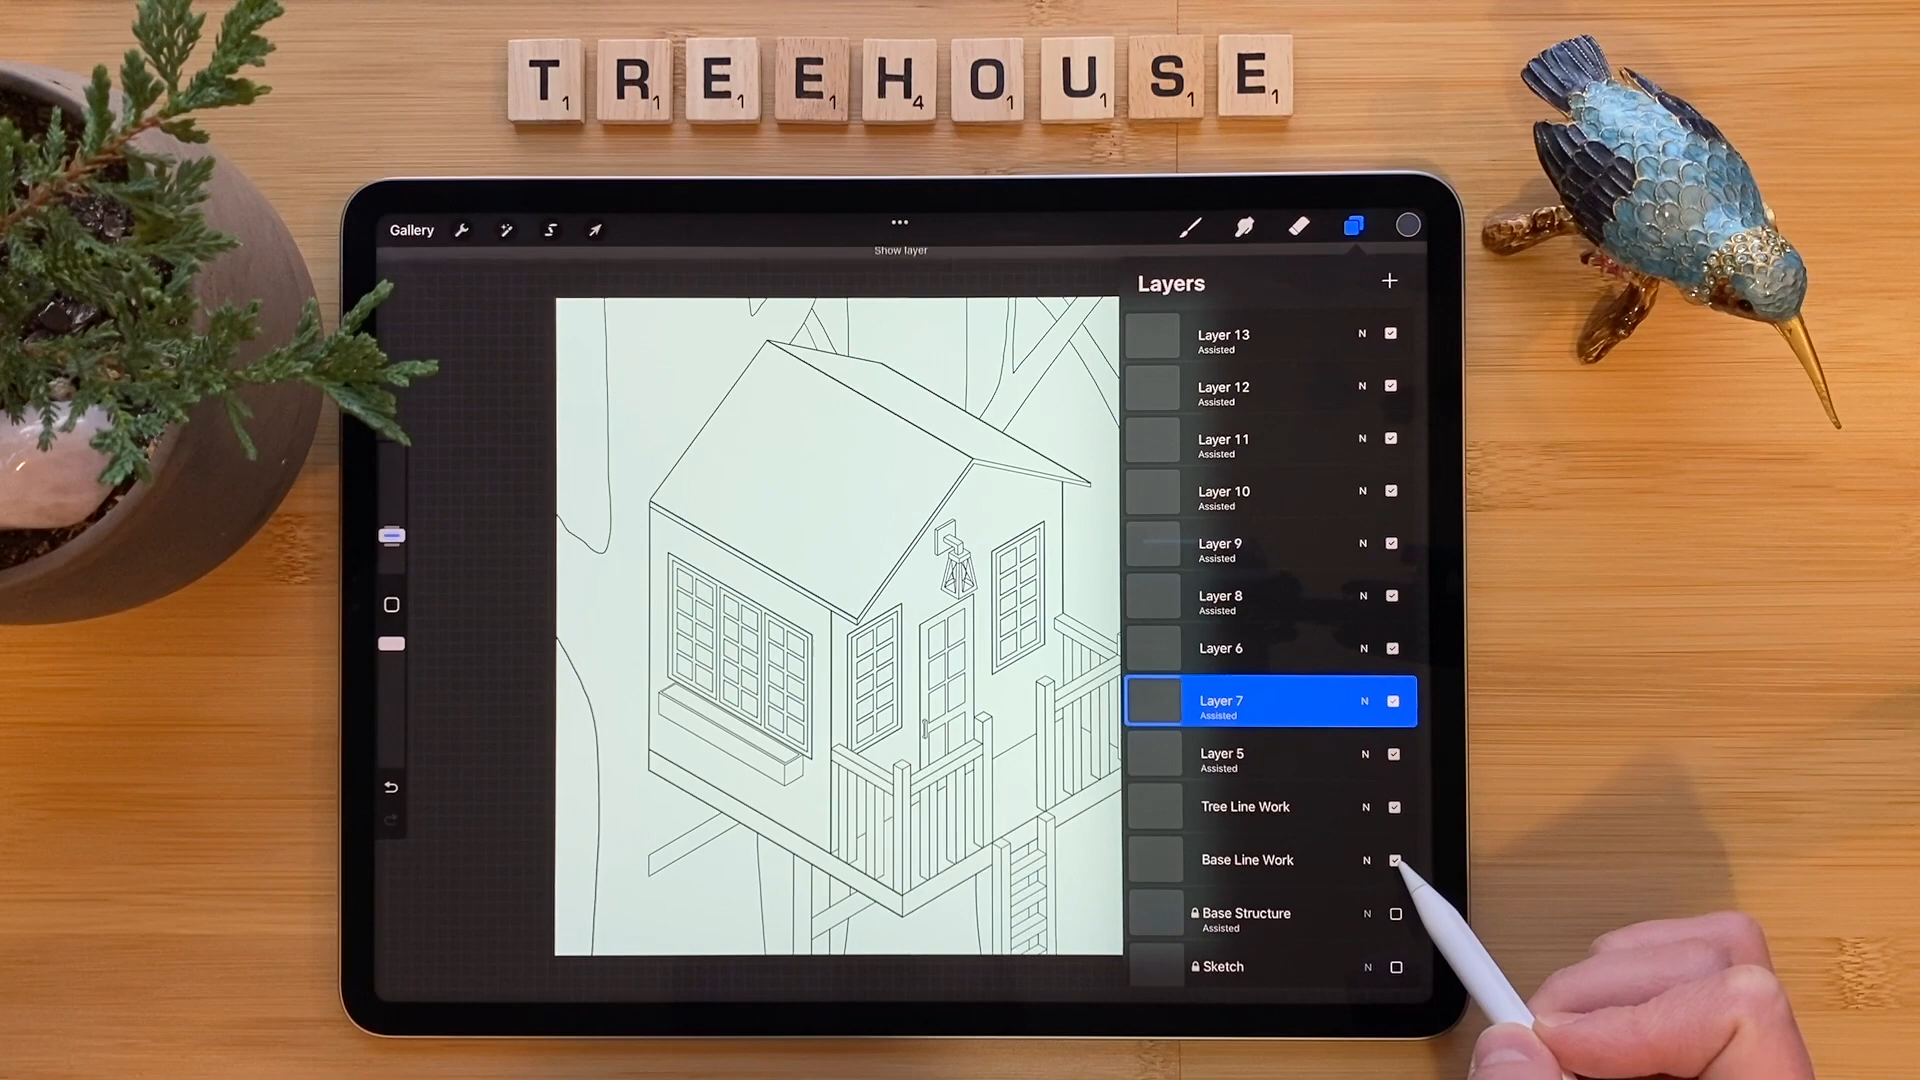 T1 R1 E1 E1 H4 O1 U1 S1 E1
Gallery
Show layer
Layers
Layer 13 N
Assisted
Layer 12 N
Assisted
Layer 11 N
Assisted
Layer 10 N
Assisted
Layer 9 N
Assisted
Layer 8 N
Assisted
Layer 6 N
Layer 7 N
Assisted
Layer 5 N
Assisted
Tree Line Work N
Base Line Work N
Base Structure N
Assisted
Sketch N